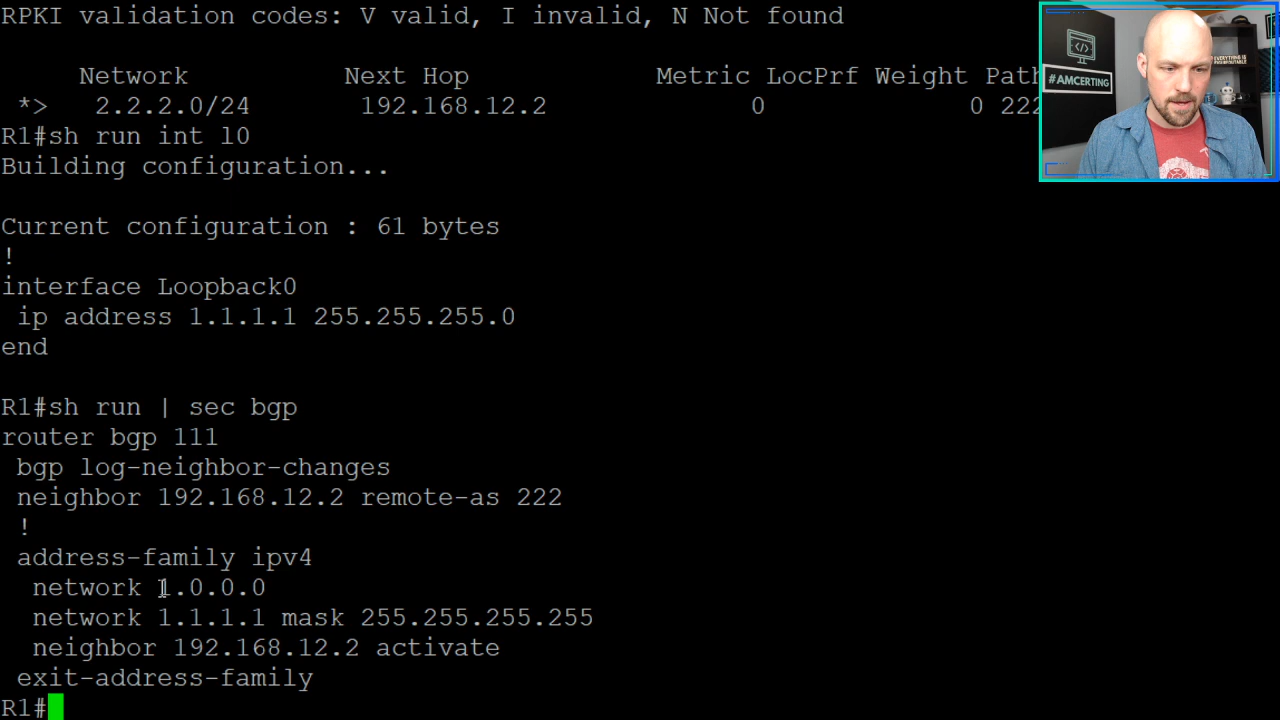 RPKI validation codes: V valid, I invalid, N Not found
Network Next Hop Metric LocPrf Weight Path
*> 2.2.2.0/24 192.168.12.2 0 0 222
R1#sh run int l0
Building configuration...
Current configuration : 61 bytes
!
interface Loopback0
ip address 1.1.1.1 255.255.255.0
end
R1#sh run | sec bgp
router bgp 111
bgp log-neighbor-changes
neighbor 192.168.12.2 remote-as 222
!
address-family ipv4
network 1.0.0.0
network 1.1.1.1 mask 255.255.255.255
neighbor 192.168.12.2 activate
exit-address-family
R1#
#AMCERTING